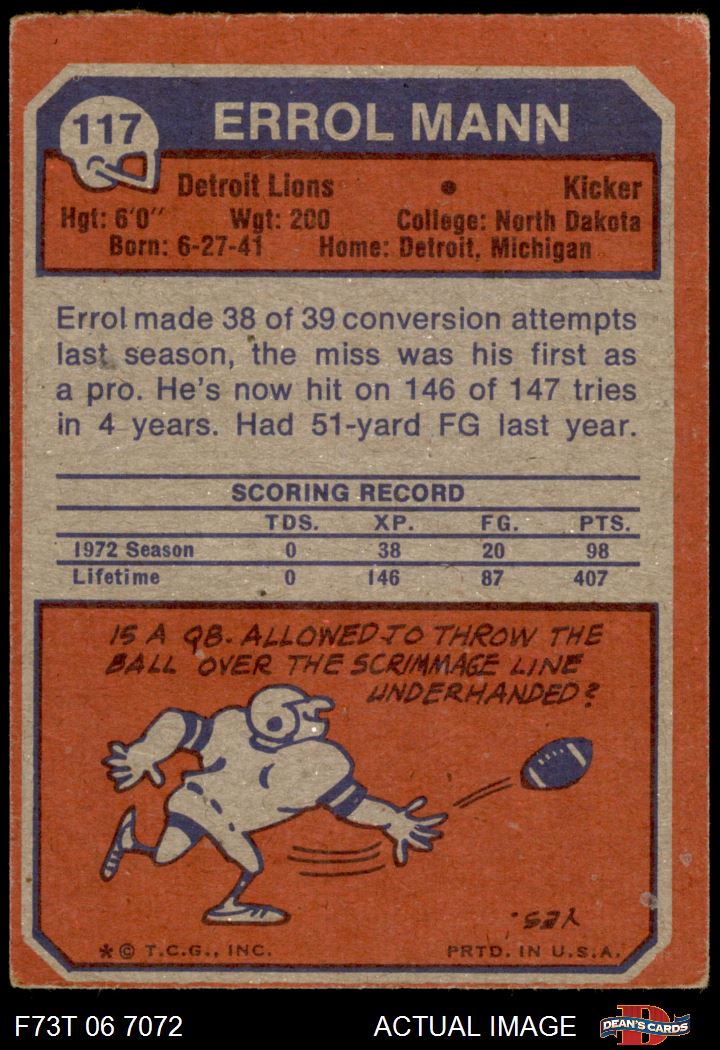 117
ERROL MANN
Detroit Lions • Kicker
Hgt: 6'0" Wgt: 200 College: North Dakota
Born: 6-27-41 Home: Detroit, Michigan
Errol made 38 of 39 conversion attempts
last season, the miss was his first as
a pro. He's now hit on 146 of 147 tries
in 4 years. Had 51-yard FG last year.
SCORING RECORD
TDS. XP. FG. PTS.
1972 Season 0 38 20 98
Lifetime 0 146 87 407
IS A QB. ALLOWED TO THROW THE
BALL OVER THE SCRIMMAGE LINE
UNDERHANDED?
YES.
* © T.C.G., INC. PRTD. IN U.S.A.
F73T 06 7072 ACTUAL IMAGE
D
DEAN'S CARDS